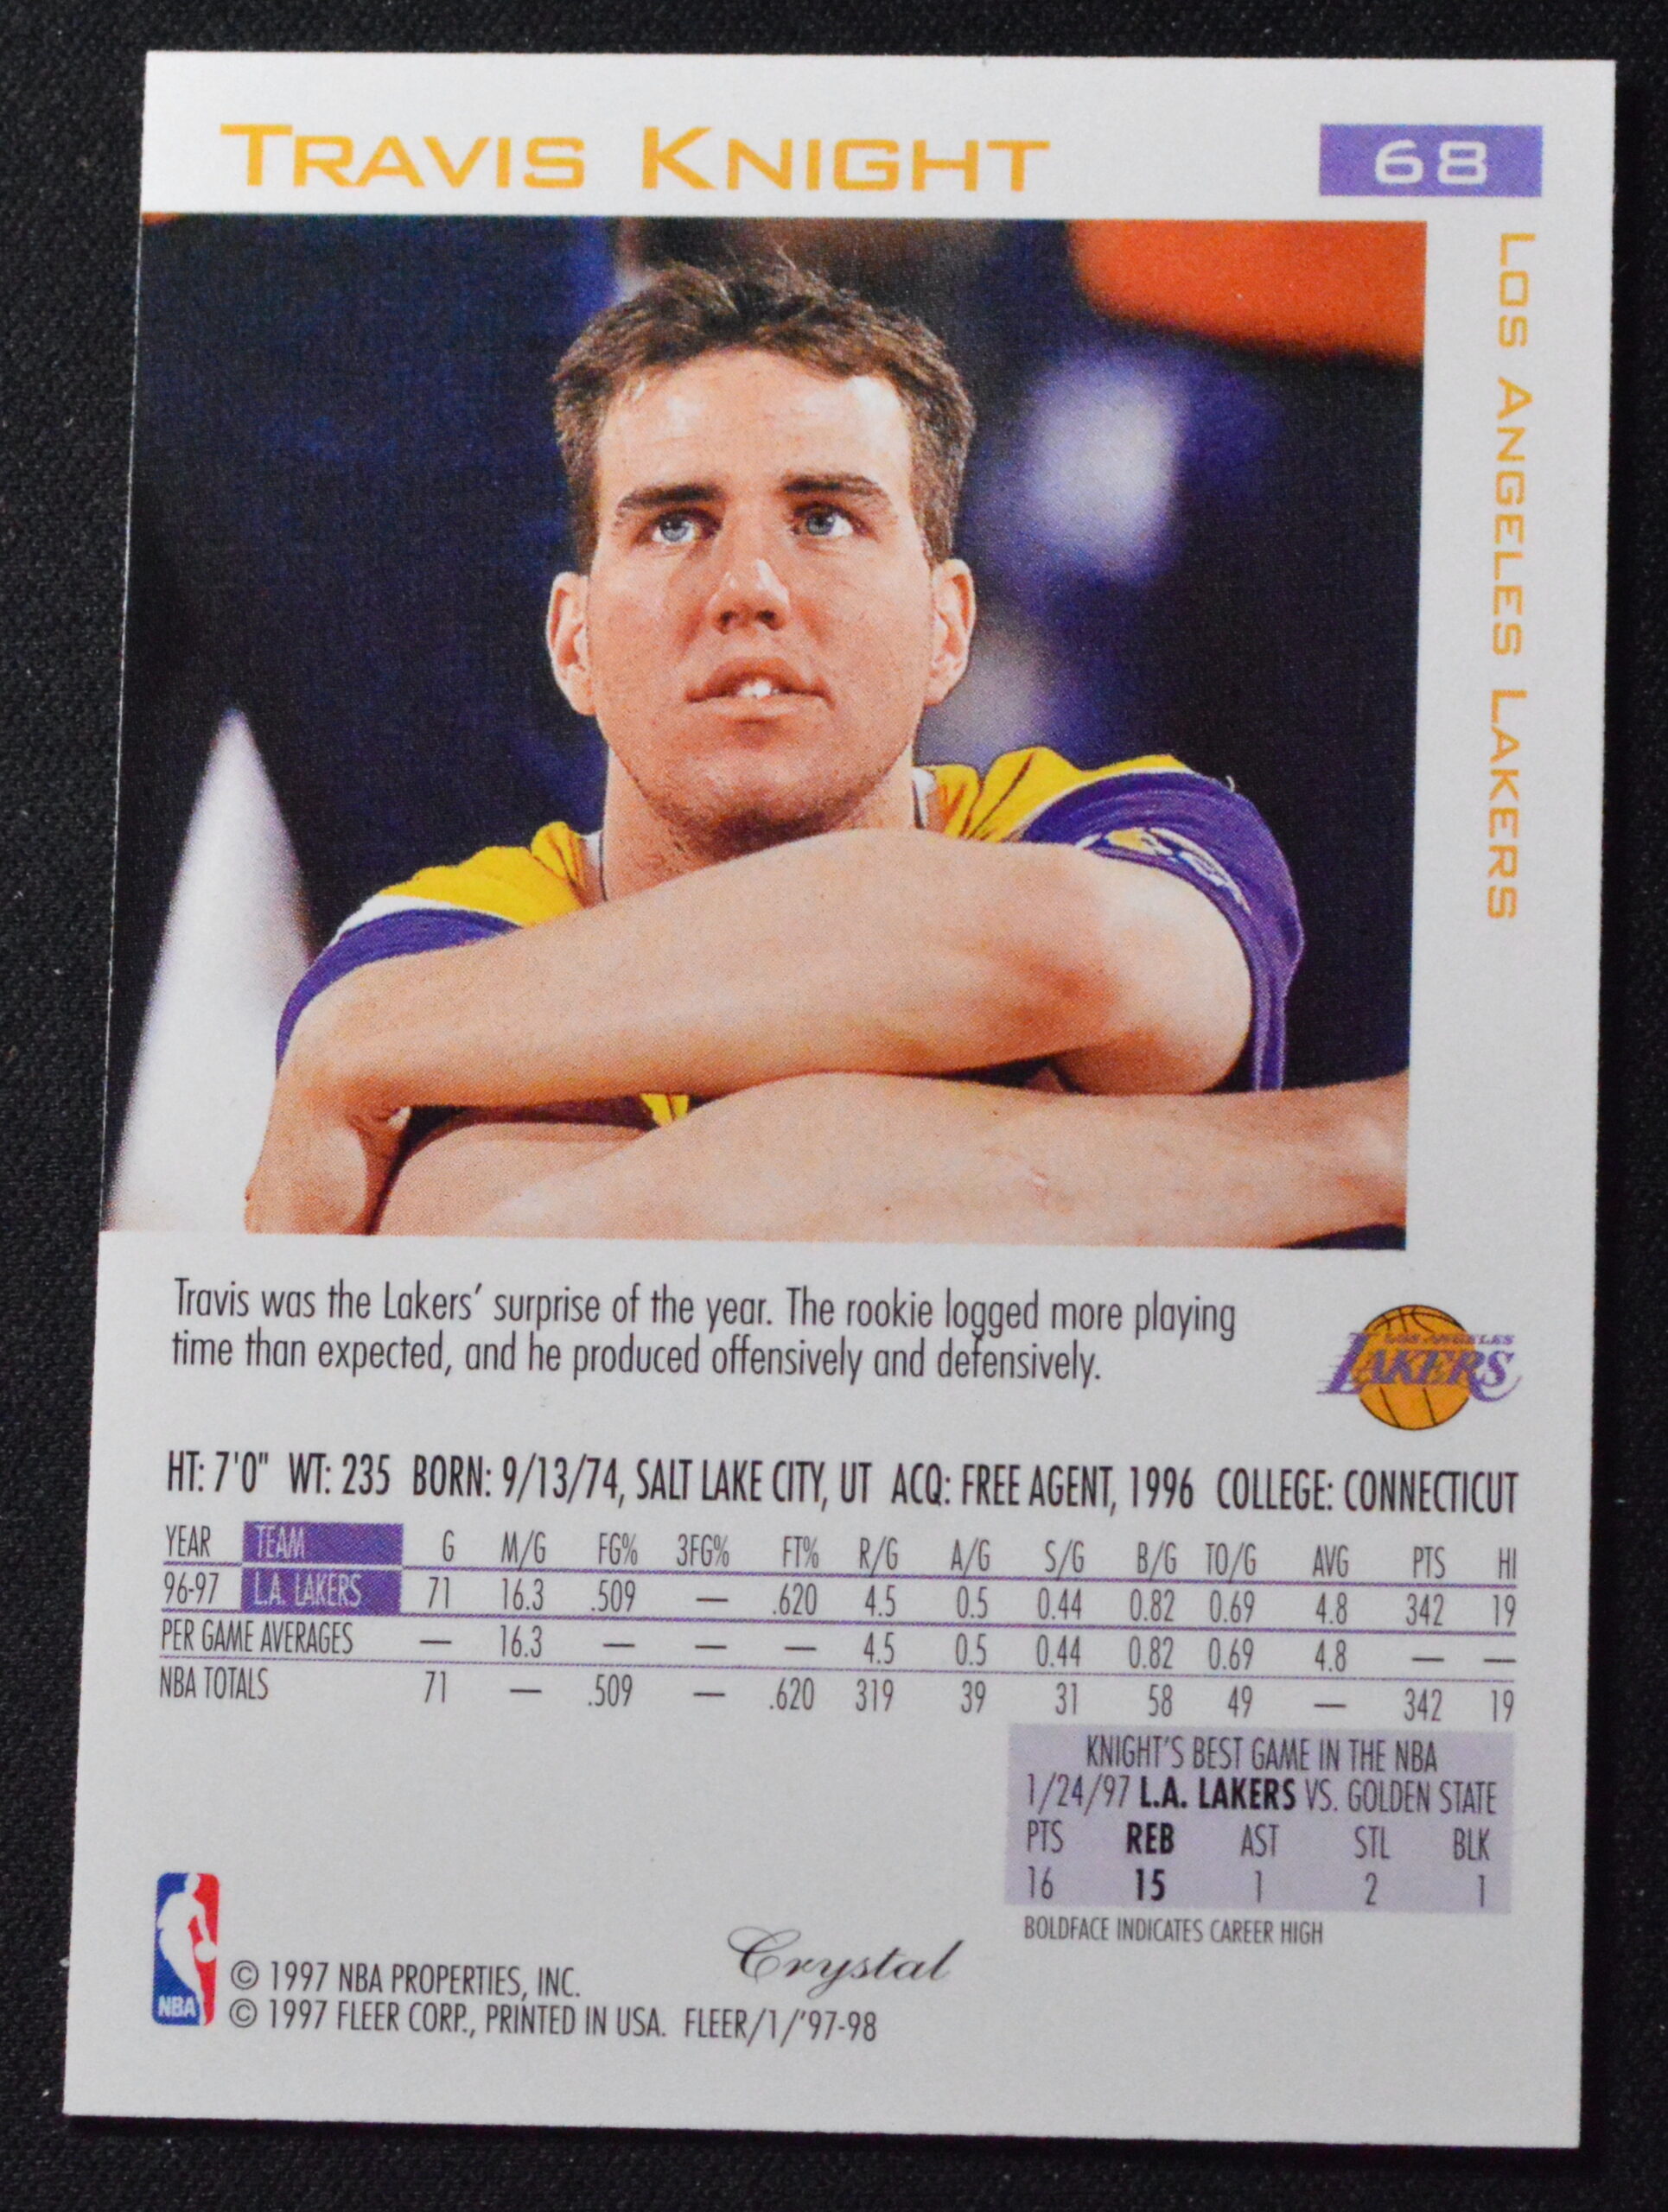 TRAVIS KNIGHT
68
LOS ANGELES LAKERS
Travis was the Lakers' surprise of the year. The rookie logged more playing
time than expected, and he produced offensively and defensively.
LOS ANGELES
LAKERS
HT: 7'0" WT: 235 BORN: 9/13/74, SALT LAKE CITY, UT ACQ: FREE AGENT, 1996 COLLEGE: CONNECTICUT
YEAR TEAM G M/G FG% 3FG% FT% R/G A/G S/G B/G TO/G AVG PTS HI
96-97 L.A. LAKERS 71 16.3 .509 — .620 4.5 0.5 0.44 0.82 0.69 4.8 342 19
PER GAME AVERAGES — 16.3 — — — 4.5 0.5 0.44 0.82 0.69 4.8 — —
NBA TOTALS 71 — .509 — .620 319 39 31 58 49 — 342 19
KNIGHT'S BEST GAME IN THE NBA
1/24/97 L.A. LAKERS VS. GOLDEN STATE
PTS REB AST STL BLK
16 15 1 2 1
BOLDFACE INDICATES CAREER HIGH
Crystal
NBA
© 1997 NBA PROPERTIES, INC.
© 1997 FLEER CORP., PRINTED IN USA. FLEER/1/'97-98